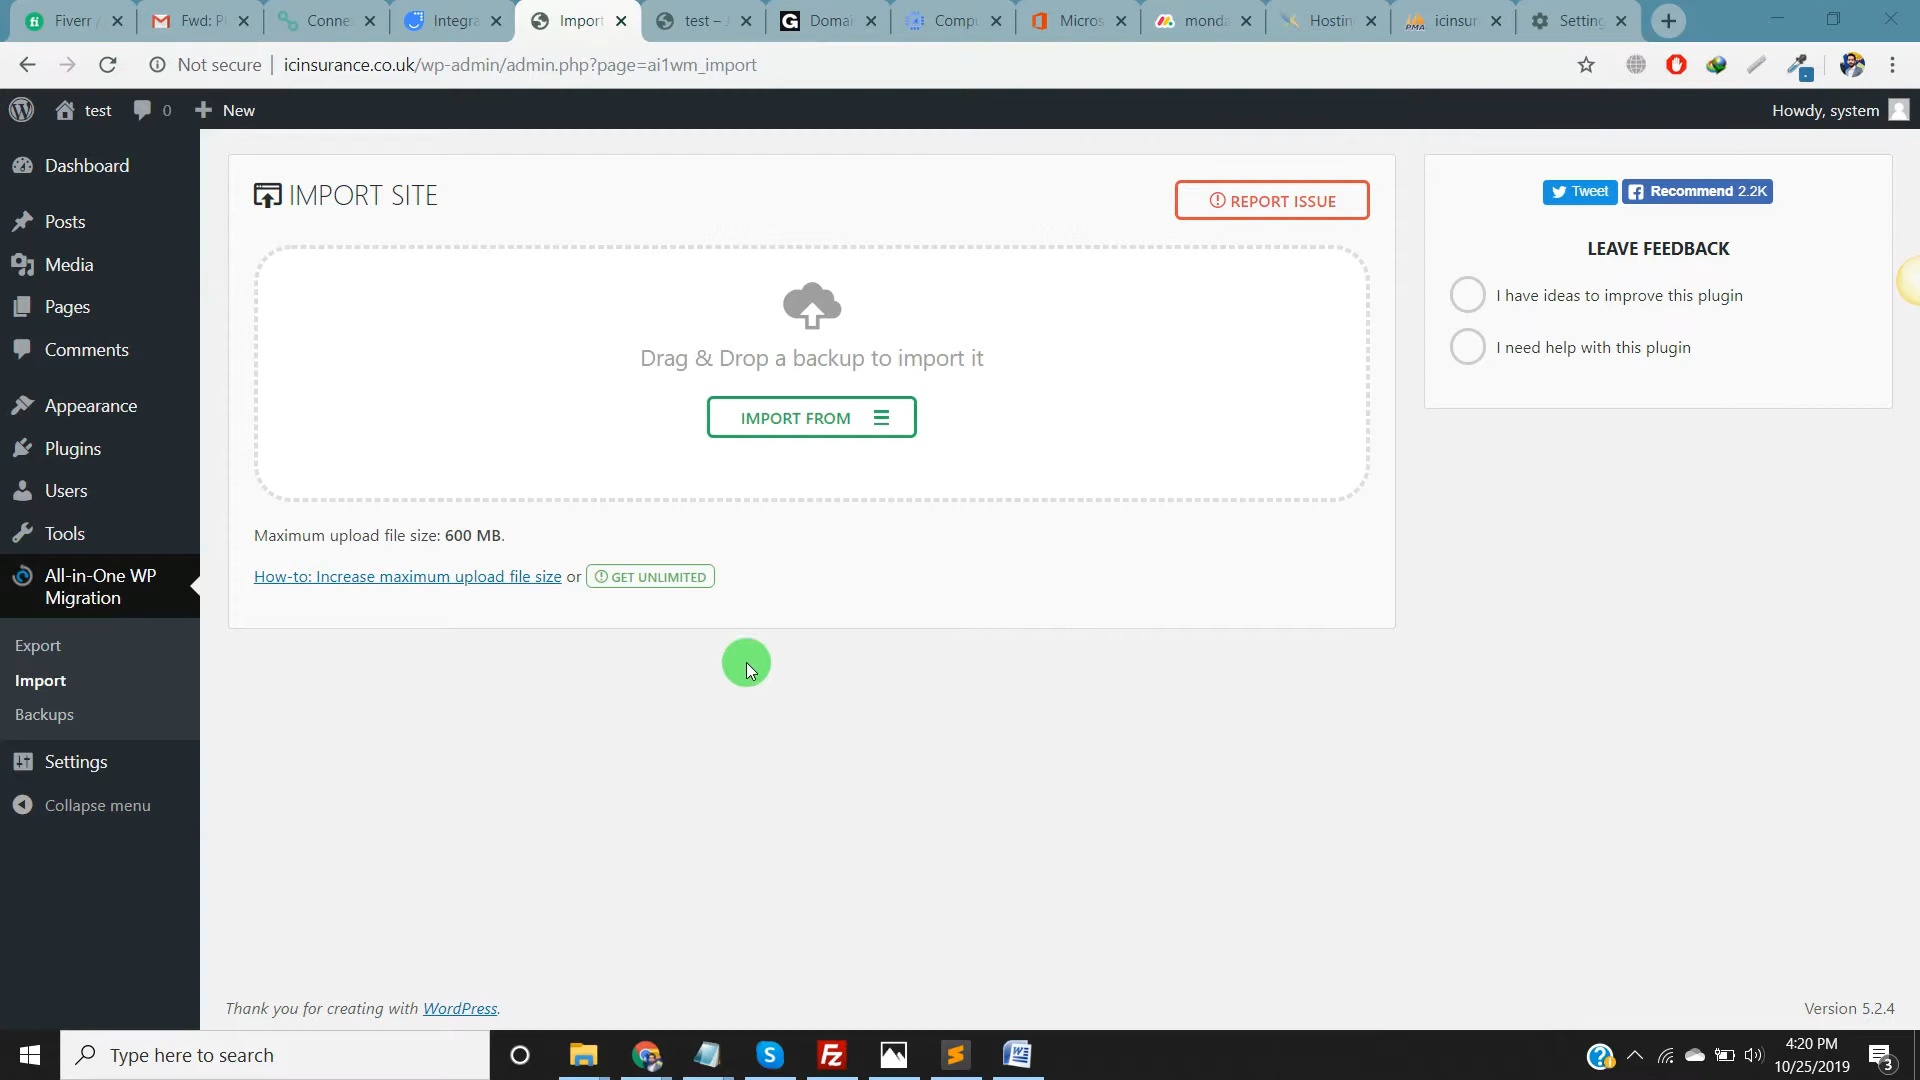 Fiverr
Fwd: P
Conne
Integra
Import
test –
Domai
Compu
Micros
monda
Hostin
icinsur
Setting
Not secure
icinsurance.co.uk/wp-admin/admin.php?page=ai1wm_import
test
0
New
Howdy, system
Dashboard
Posts
Media
Pages
Comments
Appearance
Plugins
Users
Tools
All-in-One WP
Migration
Export
Import
Backups
Settings
Collapse menu
IMPORT SITE
REPORT ISSUE
Drag & Drop a backup to import it
IMPORT FROM
Maximum upload file size: 600 MB.
How-to: Increase maximum upload file size or GET UNLIMITED
Tweet
Recommend 2.2K
LEAVE FEEDBACK
I have ideas to improve this plugin
I need help with this plugin
Thank you for creating with WordPress.
Version 5.2.4
Type here to search
4:20 PM
10/25/2019
3